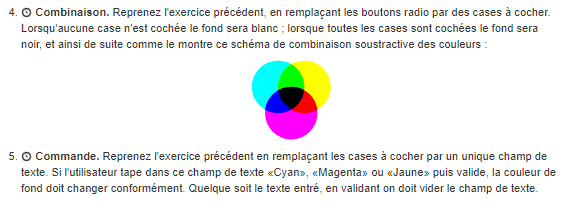 4. Combinaison. Reprenez l'exercice précédent, en remplaçant les boutons radio par des cases à cocher.
Lorsqu'aucune case n'est cochée le fond sera blanc ; lorsque toutes les cases sont cochées le fond sera
noir, et ainsi de suite comme le montre ce schéma de combinaison soustractive des couleurs :
5. Commande. Reprenez l'exercice précédent en remplaçant les cases à cocher par un unique champ de
texte. Si l'utilisateur tape dans ce champ de texte «Cyan», «Magenta» ou «Jaune» puis valide, la couleur de
fond doit changer conformément. Quelque soit le texte entré, en validant on doit vider le champ de texte.